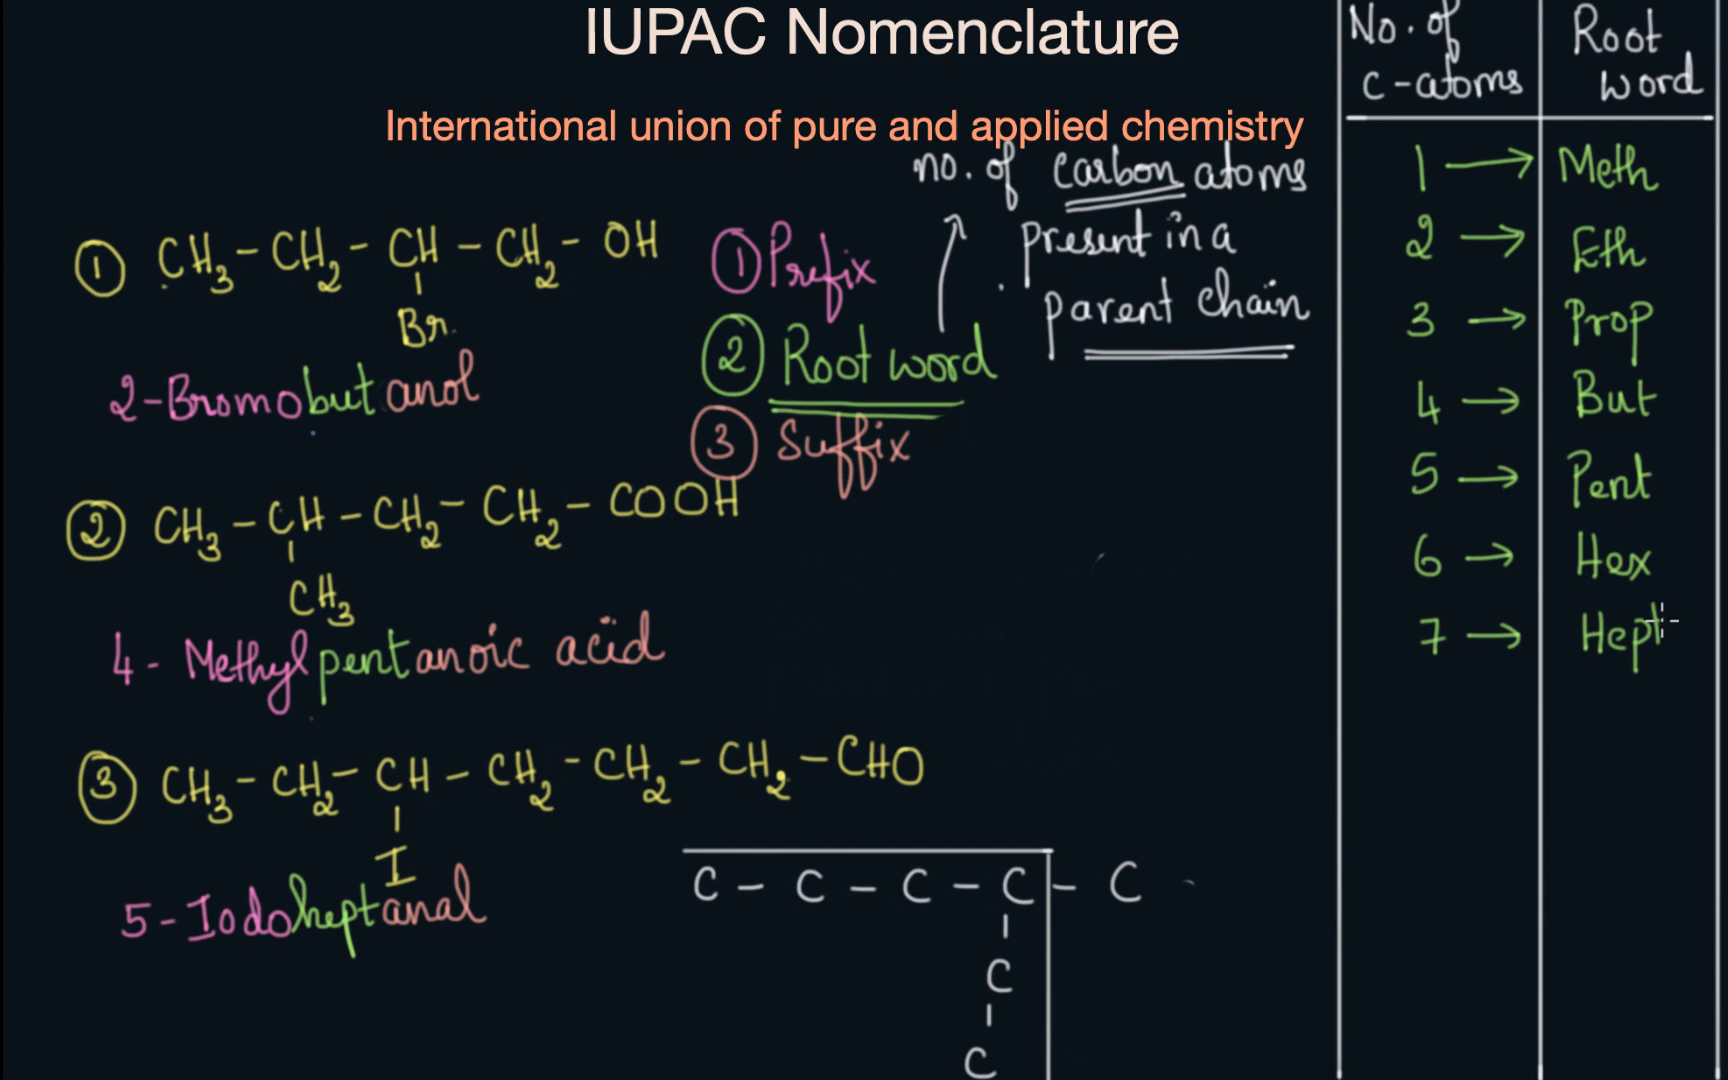 IUPAC Nomenclature
International union of pure and applied chemistry
no. of carbon atoms
present in a
parent chain
① CH₃ - CH₂ - CH - CH₂ - OH
Br
2-Bromobutanol
① Prefix
② Root word
③ Suffix
② CH₃ - CH - CH₂ - CH₂ - COOH
CH₃
4-Methylpentanoic acid
③ CH₃ - CH₂ - CH - CH₂ - CH₂ - CH₂ - CHO
I
5-Iodoheptanal
C - C - C - C - C
C
C
No. of c-atoms Root word
1 → Meth
2 → Eth
3 → Prop
4 → But
5 → Pent
6 → Hex
7 → Hept